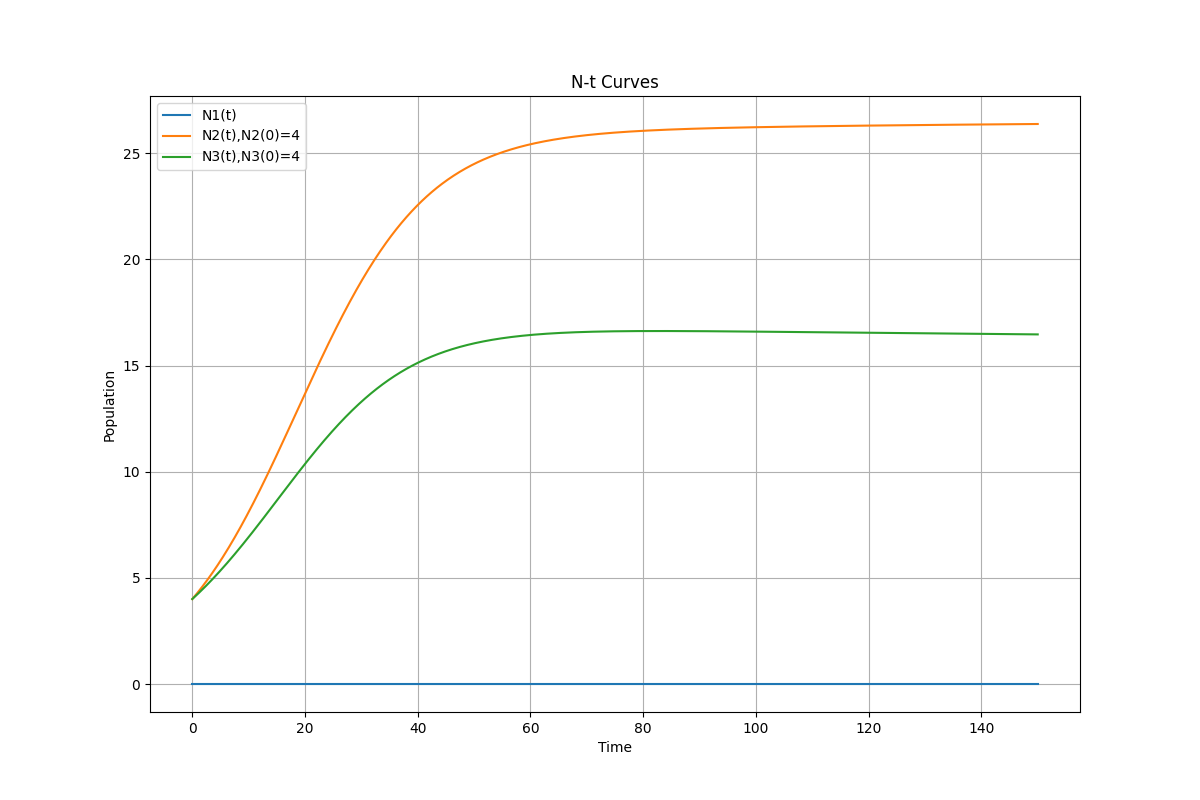 N-t Curves
N1(t)
N2(t),N2(0)=4
N3(t),N3(0)=4
Population
25
20
15
10
5
0
0 20 40 60 80 100 120 140
Time